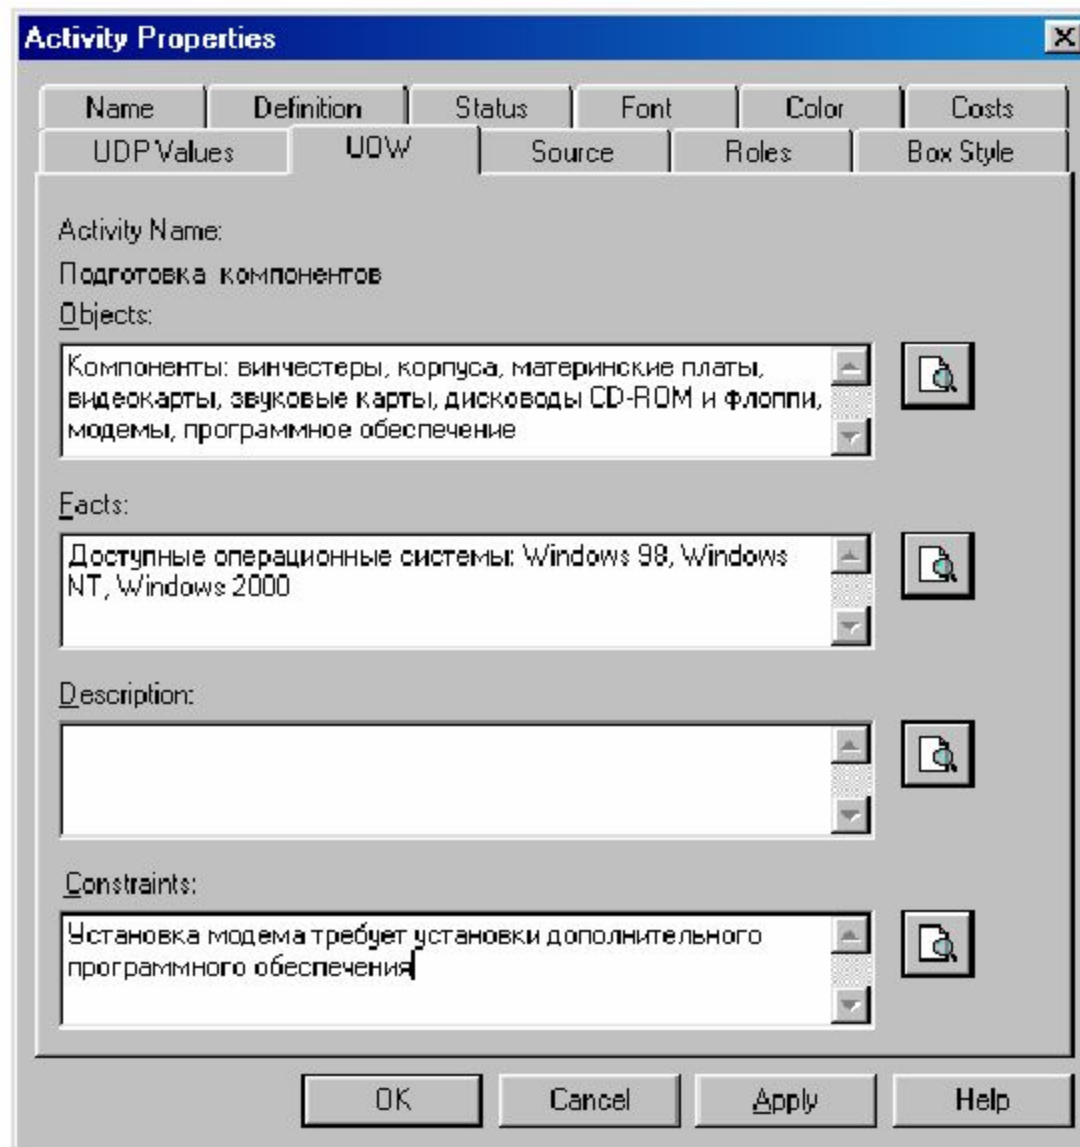 Activity Properties
Name Definition Status Font Color Costs
UDP Values UOW Source Roles Box Style
Activity Name:
Подготовка компонентов
Objects:
Компоненты: винчестеры, корпуса, материнские платы,
видеокарты, звуковые карты, дисководы CD-ROM и флоппи,
модемы, программное обеспечение
Facts:
Доступные операционные системы: Windows 98, Windows
NT, Windows 2000
Description:
Constraints:
Установка модема требует установки дополнительного
программного обеспечения
OK Cancel Apply Help